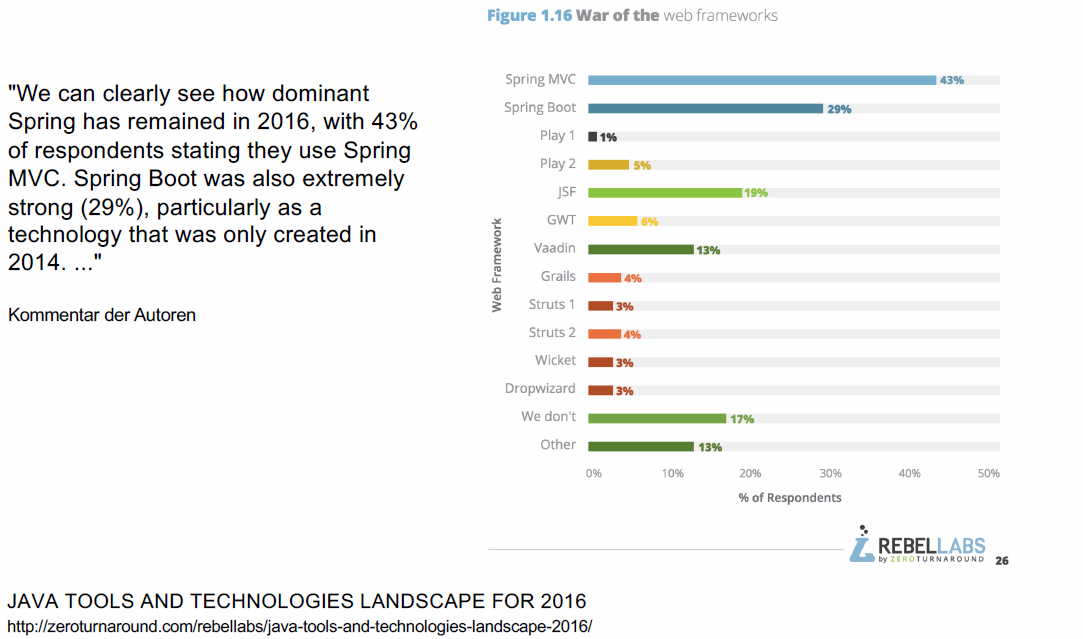 Figure 1.16 War of the web frameworks
"We can clearly see how dominant
Spring has remained in 2016, with 43%
of respondents stating they use Spring
MVC. Spring Boot was also extremely
strong (29%), particularly as a
technology that was only created in
2014. ..."
Kommentar der Autoren
Web Framework
Spring MVC 43%
Spring Boot 29%
Play 1 1%
Play 2 5%
JSF 19%
GWT 6%
Vaadin 13%
Grails 4%
Struts 1 3%
Struts 2 4%
Wicket 3%
Dropwizard 3%
We don't 17%
Other 13%
0% 10% 20% 30% 40% 50%
% of Respondents
REBELLABS
by ZEROTURNAROUND
26
JAVA TOOLS AND TECHNOLOGIES LANDSCAPE FOR 2016
http://zeroturnaround.com/rebellabs/java-tools-and-technologies-landscape-2016/